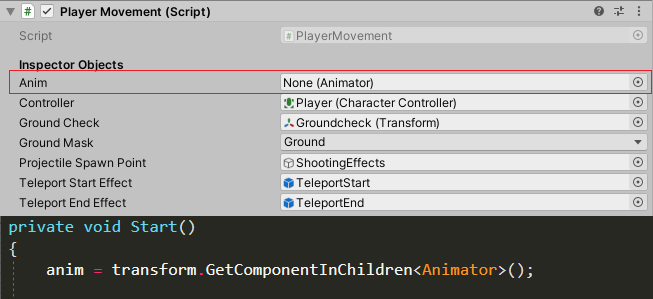 Player Movement (Script)
Script PlayerMovement
Inspector Objects
Anim None (Animator)
Controller Player (Character Controller)
Ground Check Groundcheck (Transform)
Ground Mask Ground
Projectile Spawn Point ShootingEffects
Teleport Start Effect TeleportStart
Teleport End Effect TeleportEnd
private void Start()
{
anim = transform.GetComponentInChildren<Animator>();